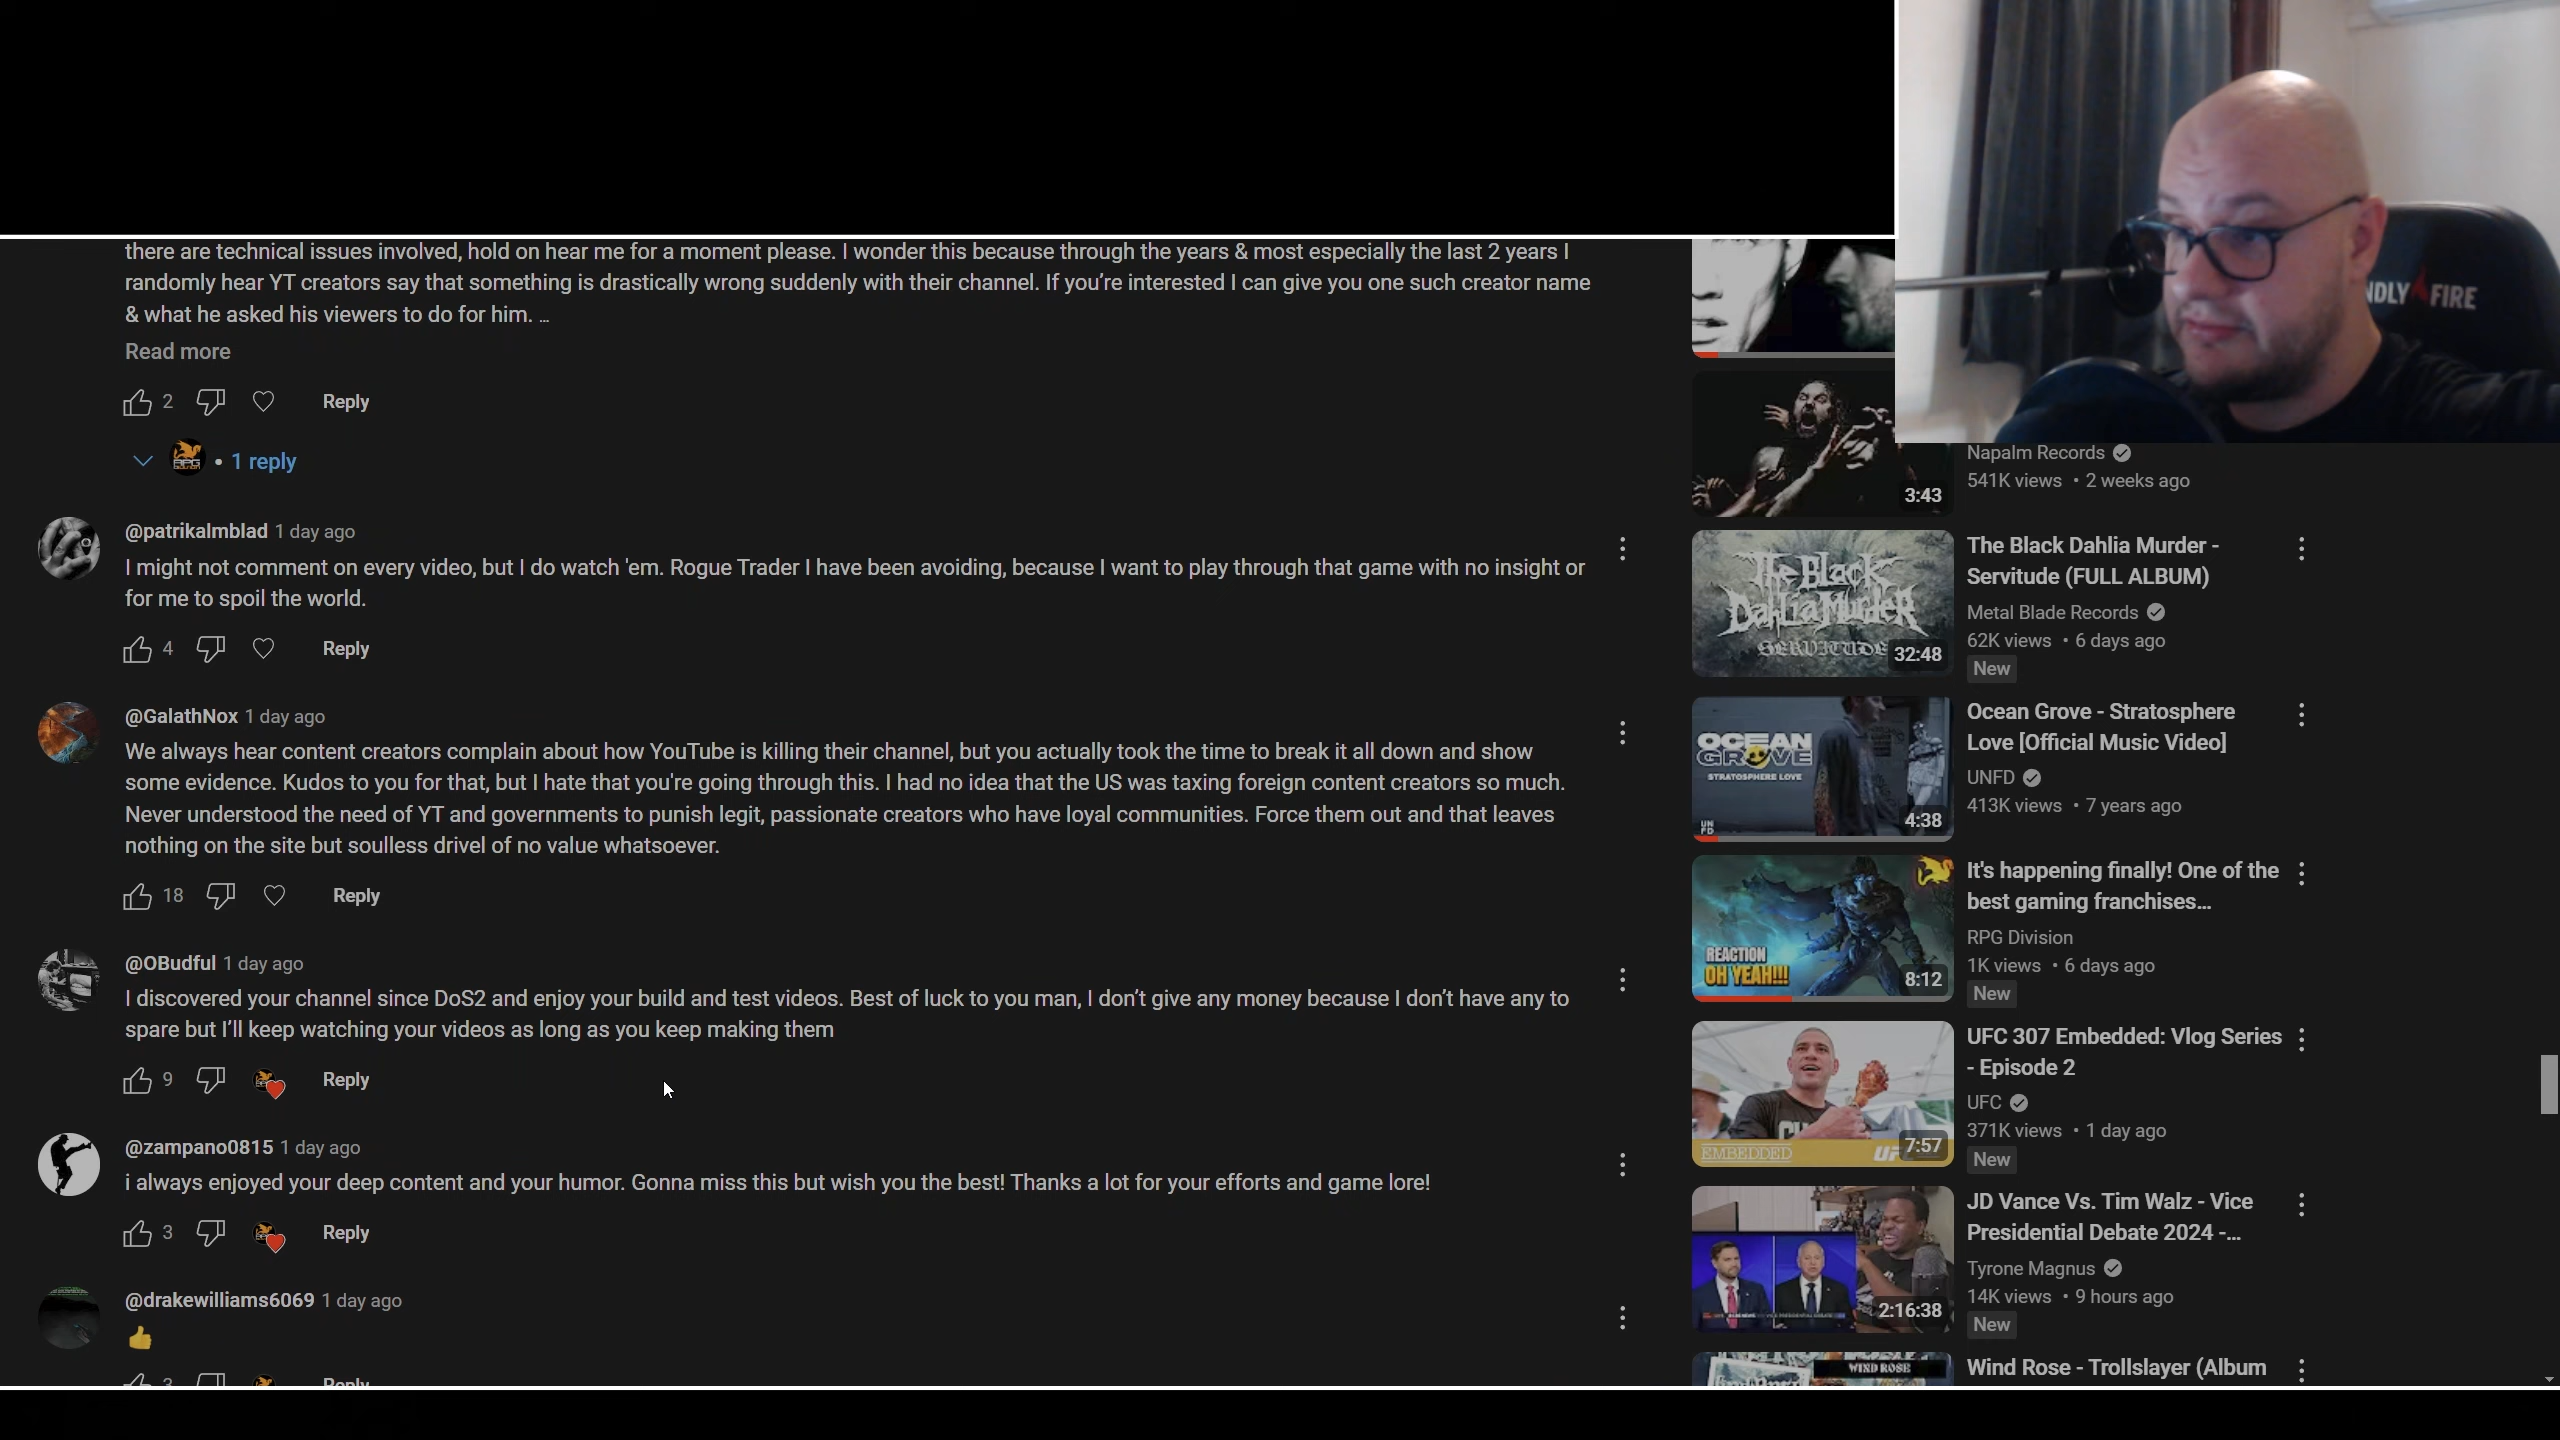 there are technical issues involved, hold on hear me for a moment please. I wonder this because through the years & most especially the last 2 years I
randomly hear YT creators say that something is drastically wrong suddenly with their channel. If you're interested I can give you one such creator name
& what he asked his viewers to do for him. ...
Read more
2 Reply
• 1 reply
@patrikalmblad 1 day ago
I might not comment on every video, but I do watch 'em. Rogue Trader I have been avoiding, because I want to play through that game with no insight or
for me to spoil the world.
4 Reply
@GalathNox 1 day ago
We always hear content creators complain about how YouTube is killing their channel, but you actually took the time to break it all down and show
some evidence. Kudos to you for that, but I hate that you're going through this. I had no idea that the US was taxing foreign content creators so much.
Never understood the need of YT and governments to punish legit, passionate creators who have loyal communities. Force them out and that leaves
nothing on the site but soulless drivel of no value whatsoever.
18 Reply
@OBudful 1 day ago
I discovered your channel since DoS2 and enjoy your build and test videos. Best of luck to you man, I don't give any money because I don't have any to
spare but I'll keep watching your videos as long as you keep making them
9 Reply
@zampano0815 1 day ago
i always enjoyed your deep content and your humor. Gonna miss this but wish you the best! Thanks a lot for your efforts and game lore!
3 Reply
@drakewilliams6069 1 day ago
👍
3 Reply
NDLY FIRE
3:43
Napalm Records
541K views • 2 weeks ago
The Black
Dahlia Murder
SERVITUDE
32:48
The Black Dahlia Murder -
Servitude (FULL ALBUM)
Metal Blade Records
62K views • 6 days ago
New
OCEAN
GROVE
STRATOSPHERE LOVE
UN
FD
4:38
Ocean Grove - Stratosphere
Love [Official Music Video]
UNFD
413K views • 7 years ago
REACTION
OH YEAH!!!
8:12
It's happening finally! One of the
best gaming franchises...
RPG Division
1K views • 6 days ago
New
EMBEDDED
7:57
UFC 307 Embedded: Vlog Series
- Episode 2
UFC
371K views • 1 day ago
New
2:16:38
JD Vance Vs. Tim Walz - Vice
Presidential Debate 2024 -...
Tyrone Magnus
14K views • 9 hours ago
New
WIND ROSE
Wind Rose - Trollslayer (Album